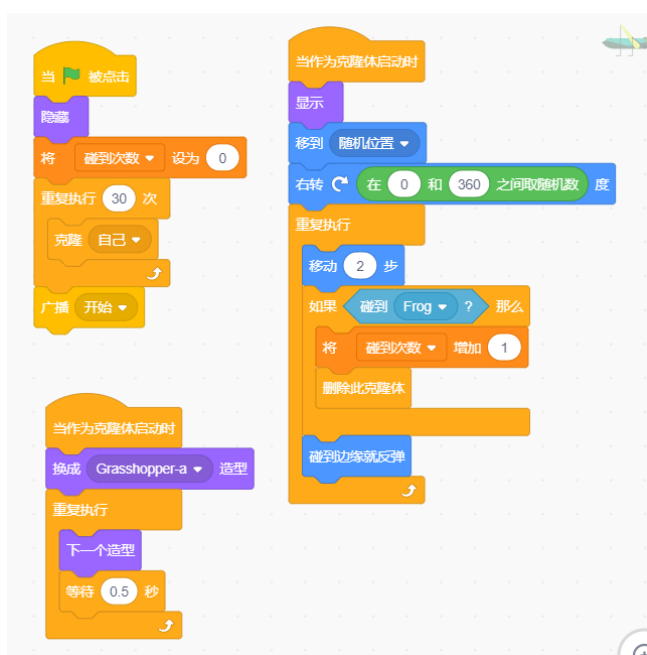 当 被点击
隐藏
将 碰到次数 设为 0
重复执行 30 次
克隆 自己
广播 开始
当作为克隆体启动时
换成 Grasshopper-a 造型
重复执行
下一个造型
等待 0.5 秒
当作为克隆体启动时
显示
移到 随机位置
右转 在 0 和 360 之间取随机数 度
重复执行
移动 2 步
如果 碰到 Frog ? 那么
将 碰到次数 增加 1
删除此克隆体
碰到边缘就反弹